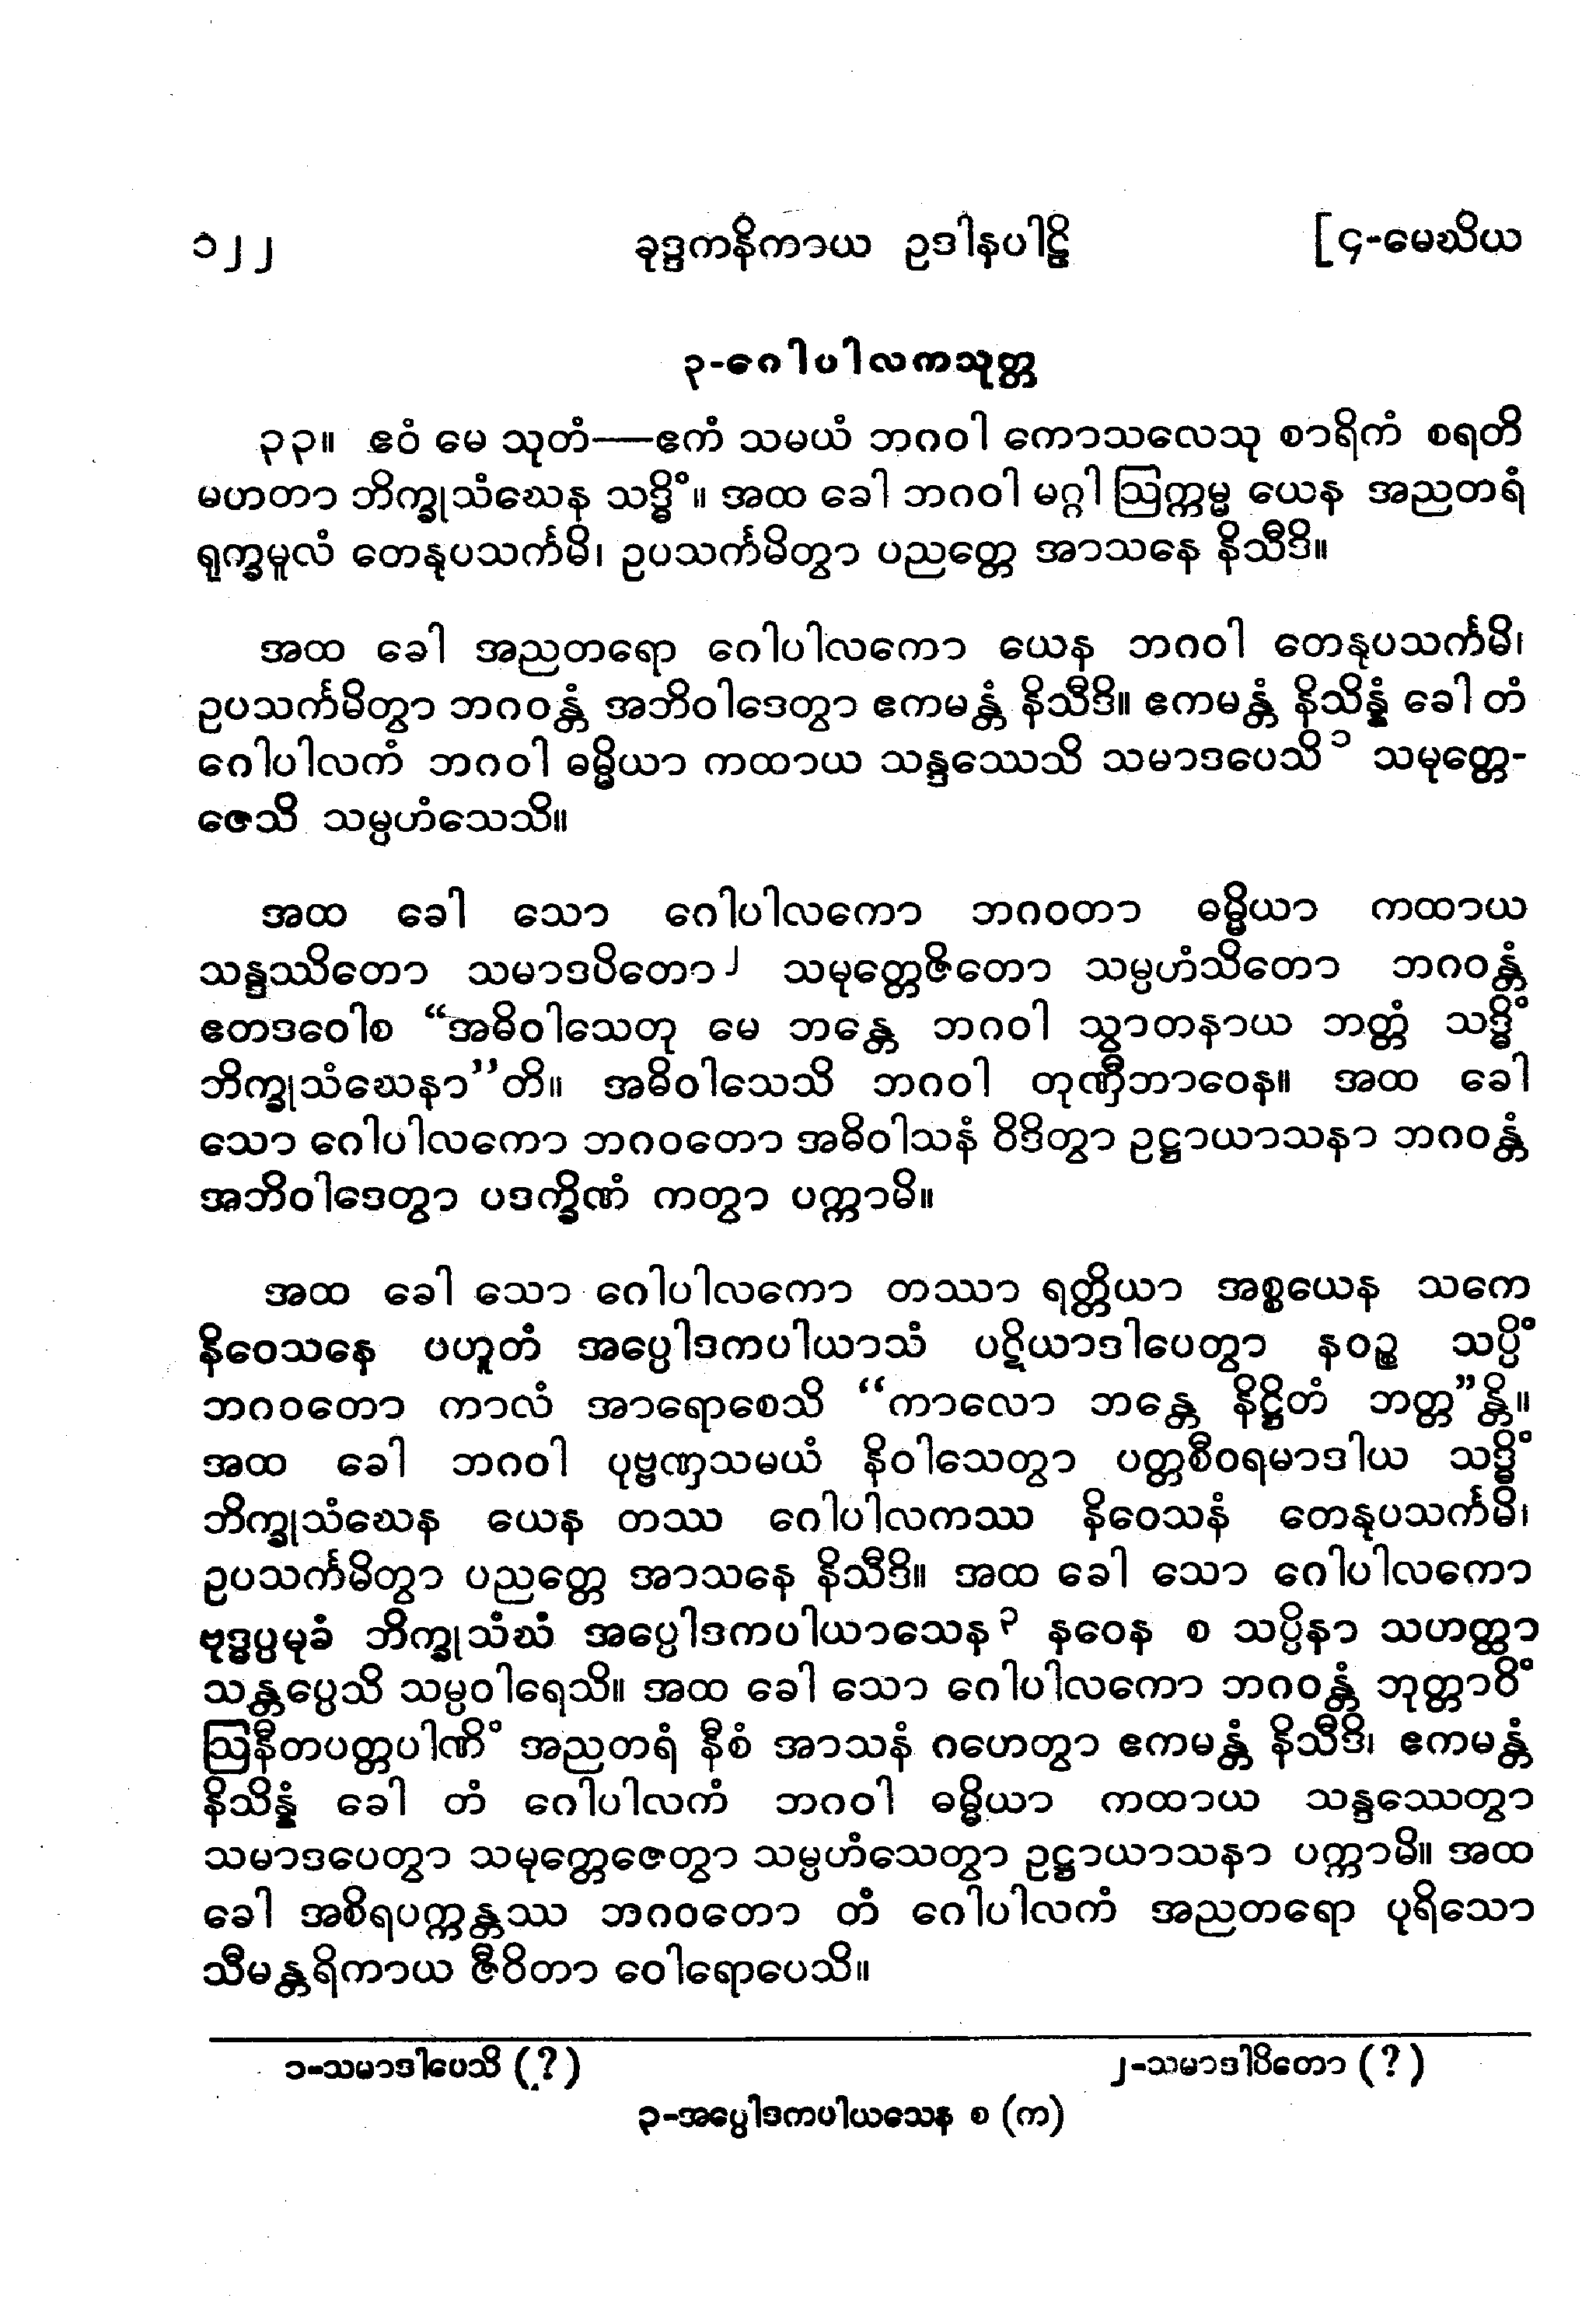 ၁၂၂ ခုဒ္ဒကနိကာယ ဥဒါနပါဠိ [၄-မေဃိယ
၃-ဂေါပါလကသုတ္တ
၃၃။ ဧဝံ မေ သုတံ—ဧကံ သမယံ ဘဂဝါ ကောသလေသု စာရိကံ စရတိ
မဟတာ ဘိက္ခုသံဃေန သဒ္ဓိံ။ အထ ခေါ ဘဂဝါ မဂ္ဂါ ဩက္ကမ္မ ယေန အညတရံ
ရုက္ခမူလံ တေနုပသင်္ကမိ၊ ဥပသင်္ကမိတွာ ပညတ္တေ အာသနေ နိသီဒိ။
အထ ခေါ အညတရော ဂေါပါလကော ယေန ဘဂဝါ တေနုပသင်္ကမိ၊
ဥပသင်္ကမိတွာ ဘဂဝန္တံ အဘိဝါဒေတွာ ဧကမန္တံ နိသီဒိ။ ဧကမန္တံ နိသိန္နံ ခေါ တံ
ဂေါပါလကံ ဘဂဝါ ဓမ္မိယာ ကထာယ သန္ဒဿေသိ သမာဒပေသိ၁ သမုတ္တေ-
ဇေသိ သမ္ပဟံသေသိ။
အထ ခေါ သော ဂေါပါလကော ဘဂဝတာ ဓမ္မိယာ ကထာယ
သန္ဒဿိတော သမာဒပိတော၂ သမုတ္တေဇိတော သမ္ပဟံသိတော ဘဂဝန္တံ
ဧတဒဝေါစ “အဓိဝါသေတု မေ ဘန္တေ ဘဂဝါ သွာတနာယ ဘတ္တံ သဒ္ဓိံ
ဘိက္ခုသံဃေနာ”တိ။ အဓိဝါသေသိ ဘဂဝါ တုဏှီဘာဝေန။ အထ ခေါ
သော ဂေါပါလကော ဘဂဝတော အဓိဝါသနံ ဝိဒိတွာ ဥဋ္ဌာယာသနာ ဘဂဝန္တံ
အဘိဝါဒေတွာ ပဒက္ခိဏံ ကတွာ ပက္ကာမိ။
အထ ခေါ သော ဂေါပါလကော တဿာ ရတ္တိယာ အစ္စယေန သကေ
နိဝေသနေ ပဟူတံ အပ္ပေါဒကပါယာသံ ပဋိယာဒါပေတွာ နဝဉ္စ သပ္ပိံ
ဘဂဝတော ကာလံ အာရောစေသိ “ကာလော ဘန္တေ နိဋ္ဌိတံ ဘတ္တ”န္တိ။
အထ ခေါ ဘဂဝါ ပုဗ္ဗဏှသမယံ နိဝါသေတွာ ပတ္တစီဝရမာဒါယ သဒ္ဓိံ
ဘိက္ခုသံဃေန ယေန တဿ ဂေါပါလကဿ နိဝေသနံ တေနုပသင်္ကမိ၊
ဥပသင်္ကမိတွာ ပညတ္တေ အာသနေ နိသီဒိ။ အထ ခေါ သော ဂေါပါလကော
ဗုဒ္ဓပ္ပမုခံ ဘိက္ခုသံဃံ အပ္ပေါဒကပါယာသေန၃ နဝေန စ သပ္ပိနာ သဟတ္ထာ
သန္တပ္ပေသိ သမ္ပဝါရေသိ။ အထ ခေါ သော ဂေါပါလကော ဘဂဝန္တံ ဘုတ္တာဝိံ
ဩနီတပတ္တပါဏိံ အညတရံ နီစံ အာသနံ ဂဟေတွာ ဧကမန္တံ နိသီဒိ၊ ဧကမန္တံ
နိသိန္နံ ခေါ တံ ဂေါပါလကံ ဘဂဝါ ဓမ္မိယာ ကထာယ သန္ဒဿေတွာ
သမာဒပေတွာ သမုတ္တေဇေတွာ သမ္ပဟံသေတွာ ဥဋ္ဌာယာသနာ ပက္ကာမိ။ အထ
ခေါ အစိရပက္ကန္တဿ ဘဂဝတော တံ ဂေါပါလကံ အညတရော ပုရိသော
သီမန္တရိကာယ ဇီဝိတာ ဝေါရောပေသိ။
၁-သမာဒါပေသိ (?) ၂-သမာဒါပိတော (?)
၃-အပ္ပေါဒကပါယသေန စ (က)